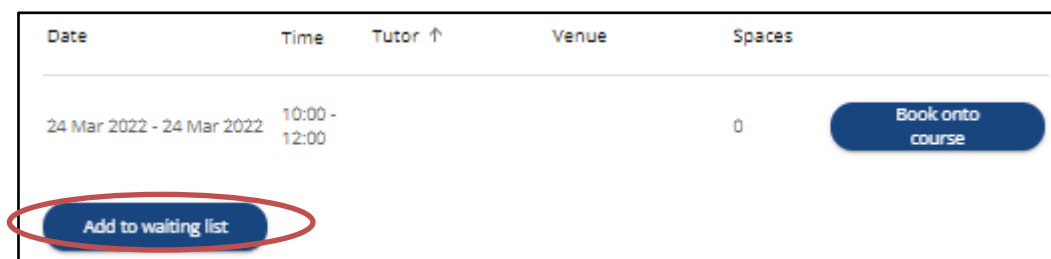 Date Time Tutor ↑ Venue Spaces
24 Mar 2022 - 24 Mar 2022 10:00 - 12:00 0 Book onto course
Add to waiting list